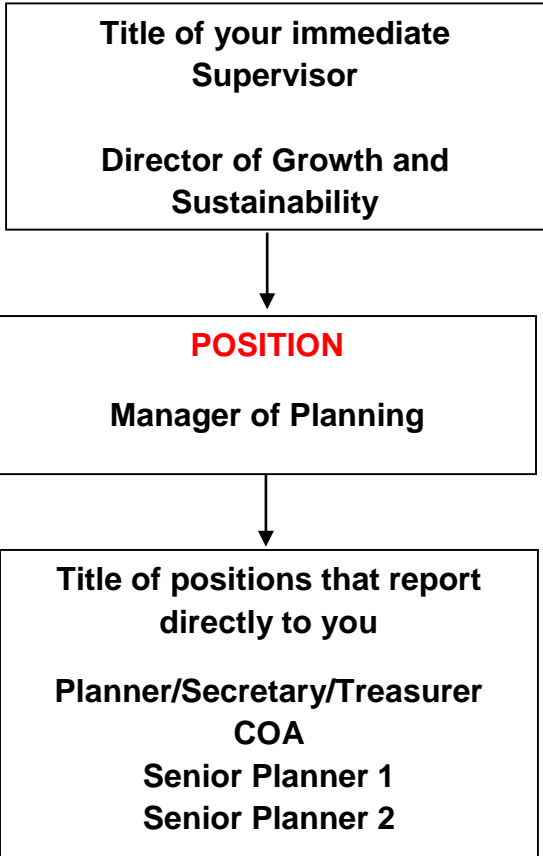 Title of your immediate
Supervisor
Director of Growth and
Sustainability
POSITION
Manager of Planning
Title of positions that report
directly to you
Planner/Secretary/Treasurer
COA
Senior Planner 1
Senior Planner 2